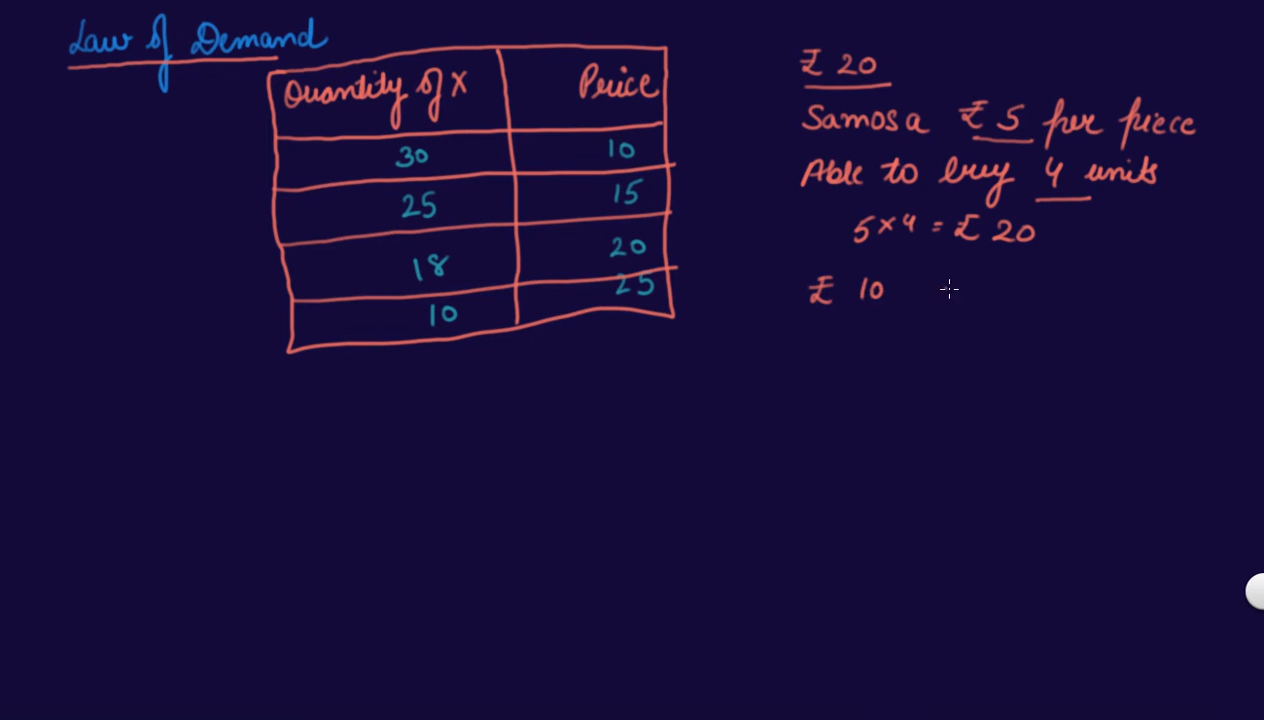 Law of Demand
Quantity of X Price
30 10
25 15
18 20
10 25
₹ 20
Samosa ₹ 5 per piece
Able to buy 4 units
5 x 4 = ₹ 20
₹ 10